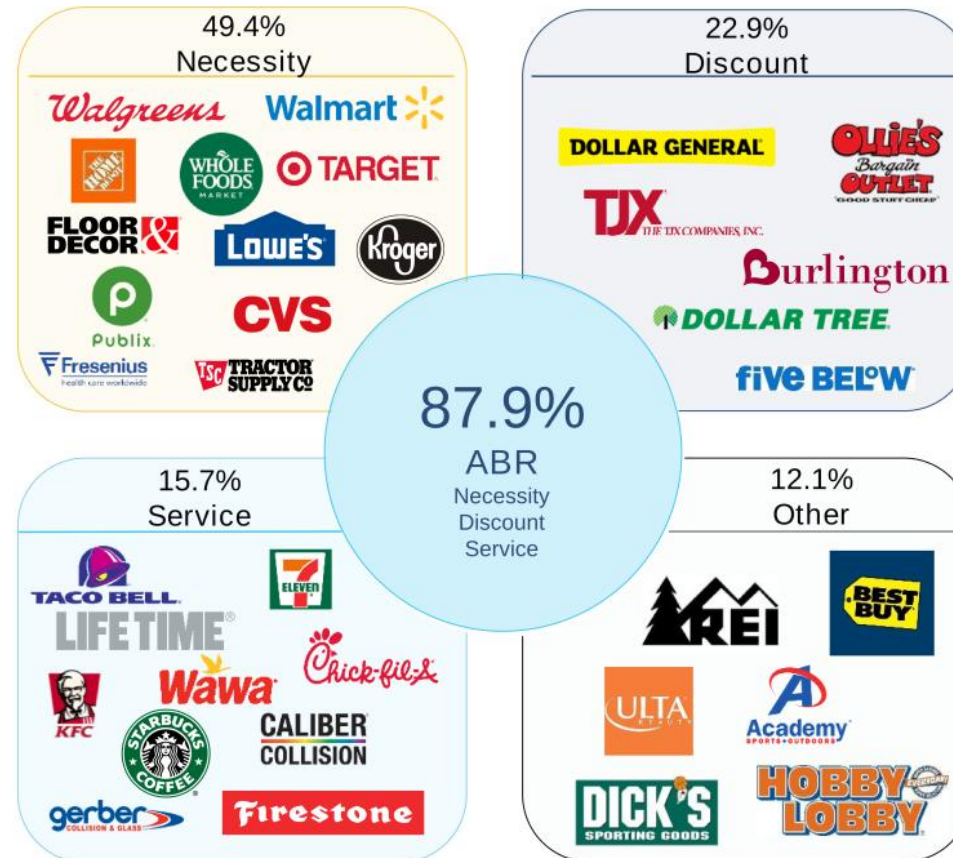 49.4%
Necessity
Walgreens
Walmart
THE HOME DEPOT
WHOLE
FOODS
MARKET
TARGET
FLOOR &
DECOR
LOWE'S
Kroger
P
Publix
CVS
Fresenius
health care worldwide
TSC TRACTOR
SUPPLY CO
22.9%
Discount
DOLLAR GENERAL
OLLIE'S
Bargain
OUTLET
"GOOD STUFF CHEAP"
TJX
THE TJX COMPANIES, INC.
Burlington
DOLLAR TREE
five BELOW
87.9%
ABR
Necessity
Discount
Service
15.7%
Service
TACO BELL
7
ELEVEN
LIFE TIME®
Chick-fil-A
KFC
Wawa
STARBUCKS
COFFEE
CALIBER
COLLISION
gerber
COLLISION & GLASS
Firestone
12.1%
Other
REI
BEST
BUY
ULTA
BEAUTY
A
Academy
SPORTS+OUTDOORS
DICK'S
SPORTING GOODS
HOBBY
LOBBY